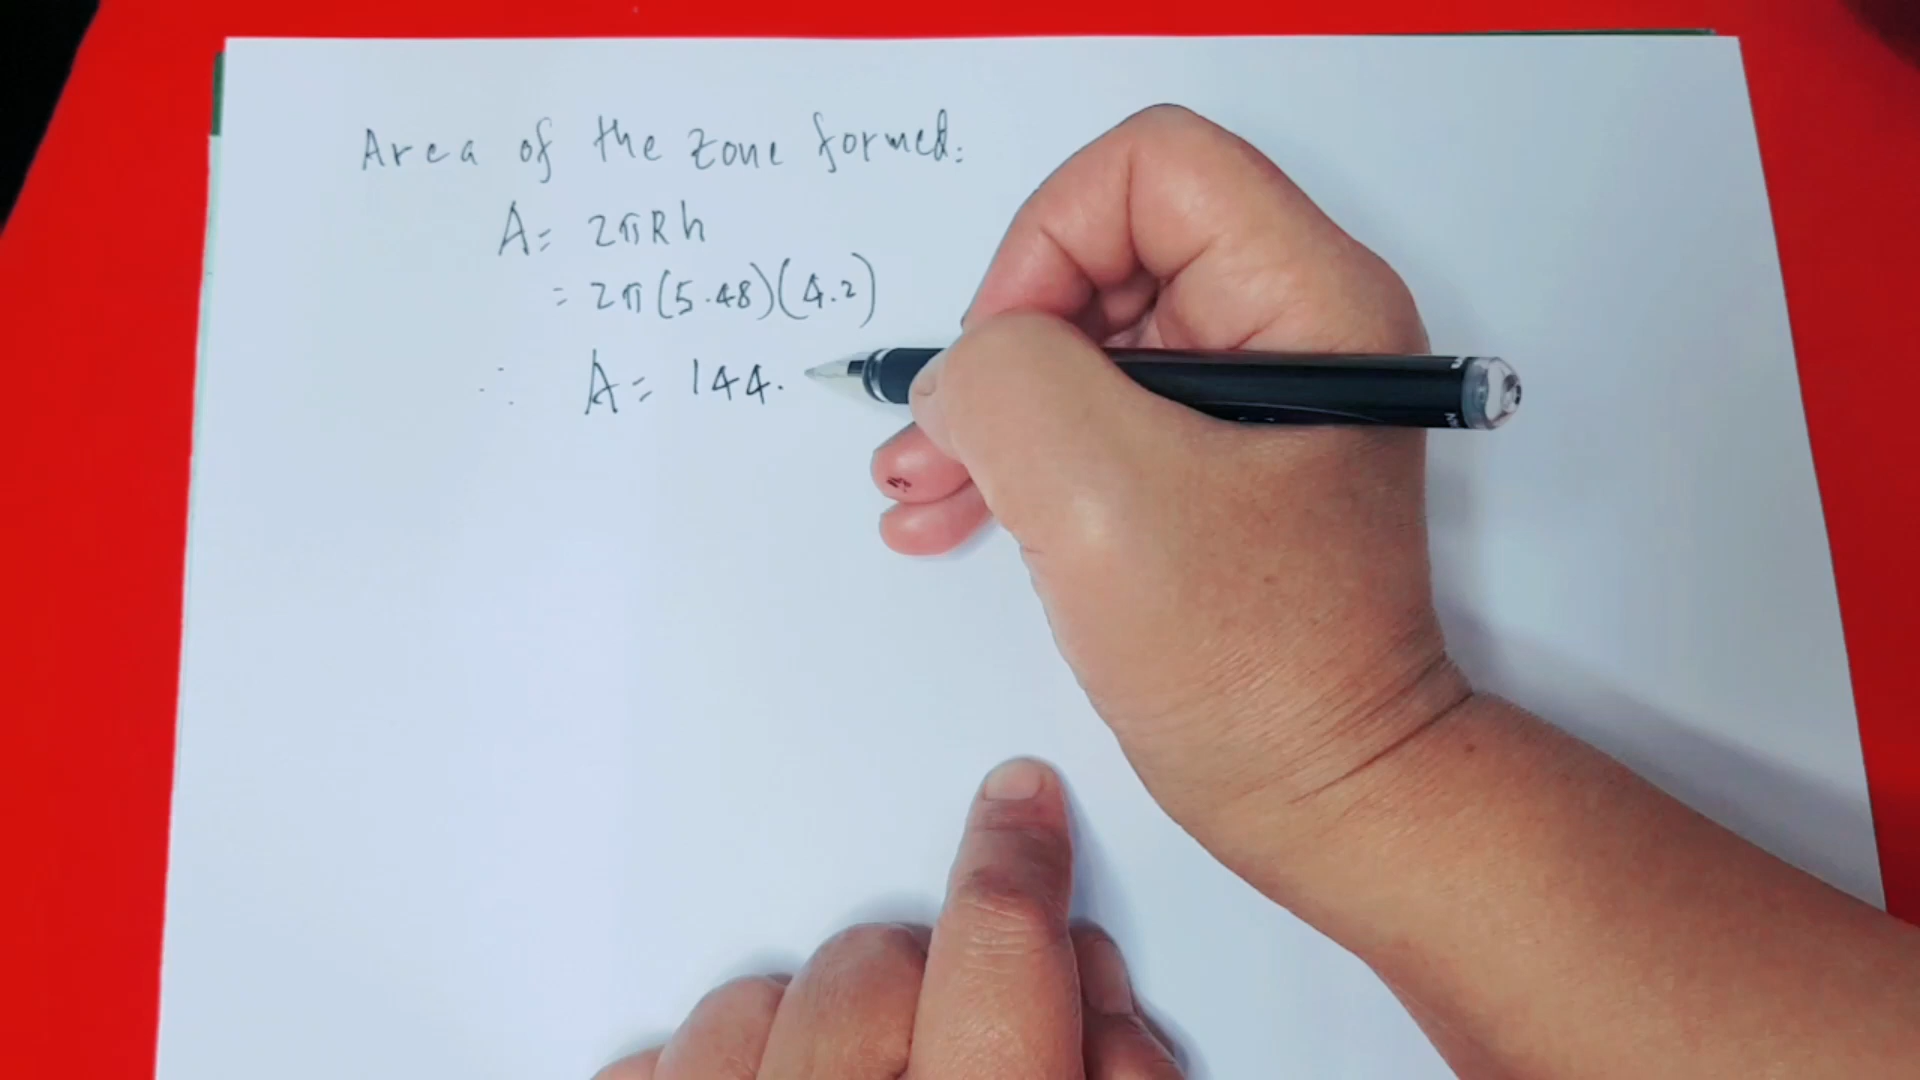 Area of the zone formed:
A = 2πRh
= 2π(5.48)(4.2)
∴ A = 144.